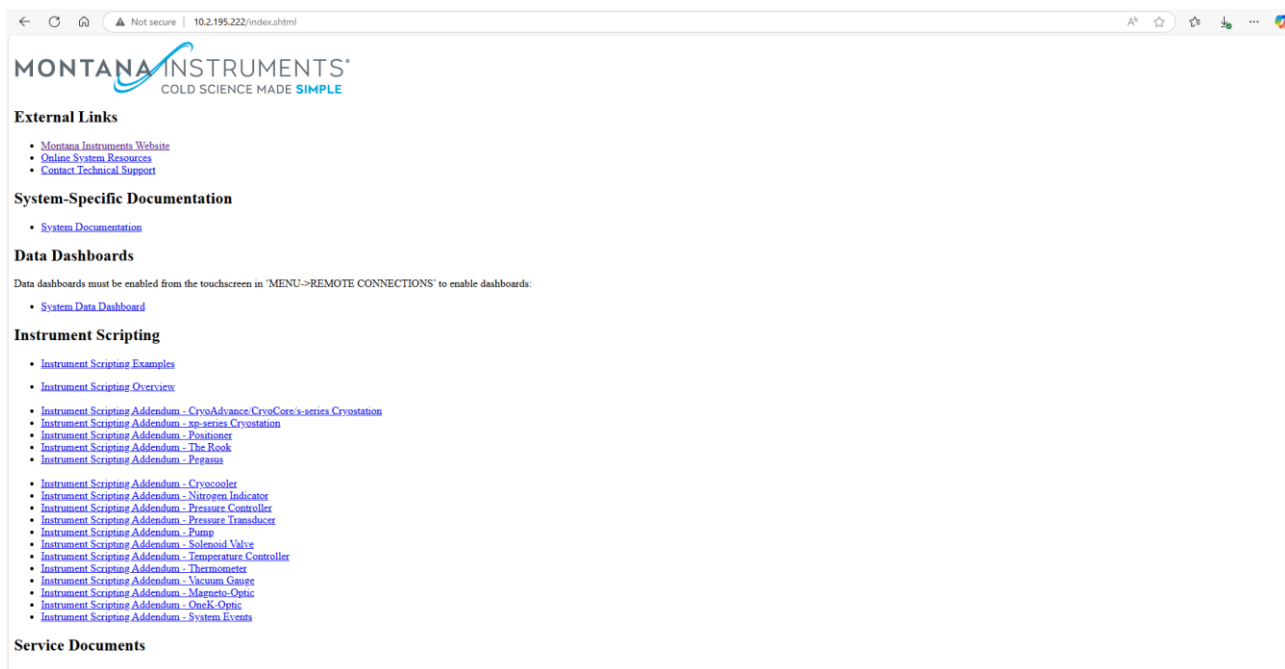 Not secure | 10.2.195.222/index.shtml
MONTANA INSTRUMENTS®
COLD SCIENCE MADE SIMPLE
External Links
Montana Instruments Website
Online System Resources
Contact Technical Support
System-Specific Documentation
System Documentation
Data Dashboards
Data dashboards must be enabled from the touchscreen in 'MENU->REMOTE CONNECTIONS' to enable dashboards:
System Data Dashboard
Instrument Scripting
Instrument Scripting Examples
Instrument Scripting Overview
Instrument Scripting Addendum - CryoAdvance/CryoCore/s-series Cryostation
Instrument Scripting Addendum - xp-series Cryostation
Instrument Scripting Addendum - Positioner
Instrument Scripting Addendum - The Rook
Instrument Scripting Addendum - Pegasus
Instrument Scripting Addendum - Cryocooler
Instrument Scripting Addendum - Nitrogen Indicator
Instrument Scripting Addendum - Pressure Controller
Instrument Scripting Addendum - Pressure Transducer
Instrument Scripting Addendum - Pump
Instrument Scripting Addendum - Solenoid Valve
Instrument Scripting Addendum - Temperature Controller
Instrument Scripting Addendum - Thermometer
Instrument Scripting Addendum - Vacuum Gauge
Instrument Scripting Addendum - Magneto-Optic
Instrument Scripting Addendum - OneK-Optic
Instrument Scripting Addendum - System Events
Service Documents